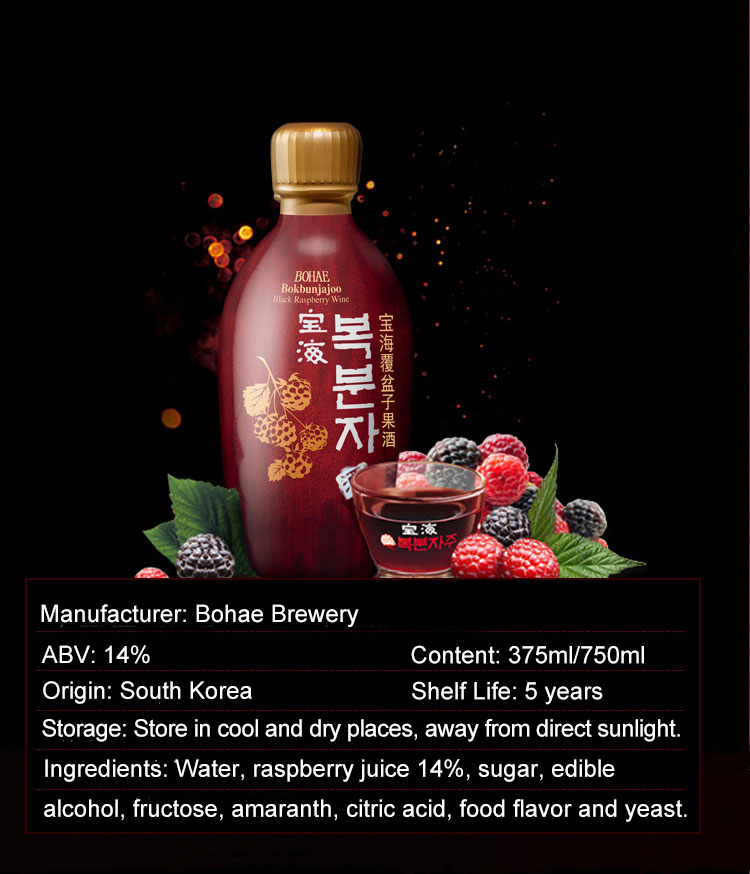 BOHAE
Bokbunjajoo
Black Raspberry Wine
宝海
복분자
宝海覆盆子果酒
宝海
복분자주
Manufacturer: Bohae Brewery
ABV: 14%
Content: 375ml/750ml
Origin: South Korea
Shelf Life: 5 years
Storage: Store in cool and dry places, away from direct sunlight.
Ingredients: Water, raspberry juice 14%, sugar, edible
alcohol, fructose, amaranth, citric acid, food flavor and yeast.